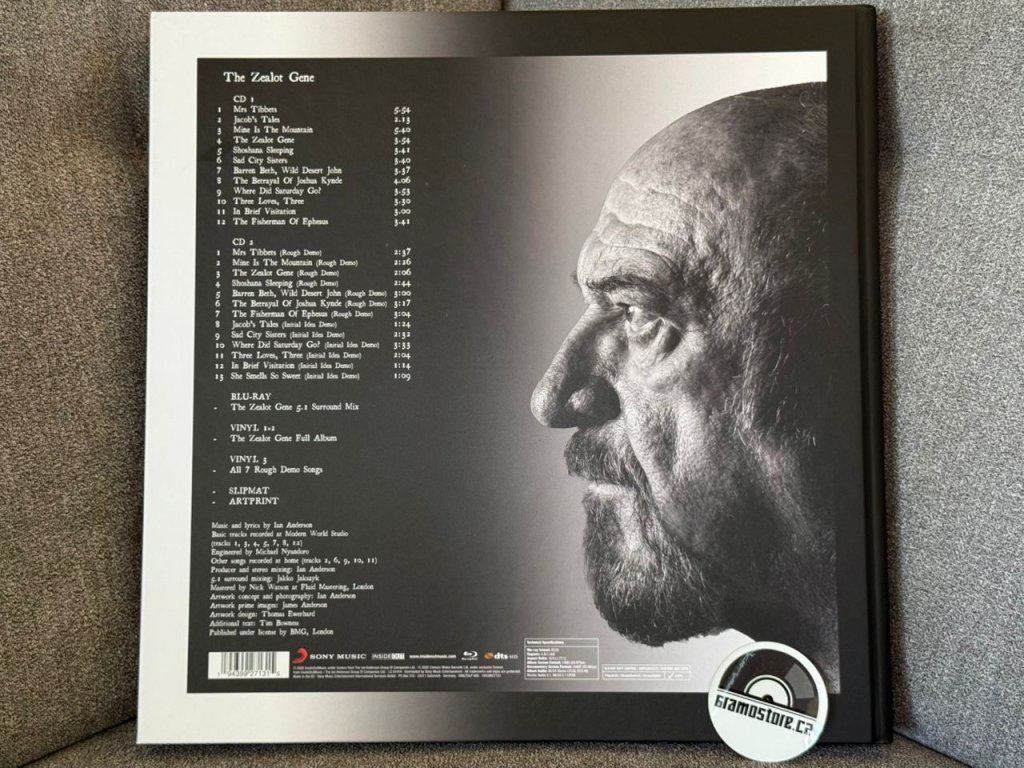 The Zealot Gene
CD 1
1 Mrs Tibbets 5.54
2 Jacob's Tales 2.13
3 Mine Is The Mountain 5.40
4 The Zealot Gene 3.54
5 Shoshana Sleeping 3.41
6 Sad City Sisters 3.40
7 Barren Beth, Wild Desert John 3.37
8 The Betrayal Of Joshua Kynde 4.06
9 Where Did Saturday Go? 3.53
10 Three Loves, Three 3.30
11 In Brief Visitation 3.00
12 The Fisherman Of Ephesus 3.41
CD 2
1 Mrs Tibbets (Rough Demo) 2:37
2 Mine Is The Mountain (Rough Demo) 2:26
3 The Zealot Gene (Rough Demo) 2:06
4 Shoshana Sleeping (Rough Demo) 2:44
5 Barren Beth, Wild Desert John (Rough Demo) 3:00
6 The Betrayal Of Joshua Kynde (Rough Demo) 3:17
7 The Fisherman Of Ephesus (Rough Demo) 3:04
8 Jacob's Tales (Initial Idea Demo) 1:24
9 Sad City Sisters (Initial Idea Demo) 2:32
10 Where Did Saturday Go? (Initial Idea Demo) 3:33
11 Three Loves, Three (Initial Idea Demo) 2:04
12 In Brief Visitation (Initial Idea Demo) 1:14
13 She Smells So Sweet (Initial Idea Demo) 1:09
BLU-RAY
- The Zealot Gene 5.1 Surround Mix
VINYL 1+2
- The Zealot Gene Full Album
VINYL 3
- All 7 Rough Demo Songs
- SLIPMAT
- ARTPRINT
Music and lyrics by Ian Anderson
Basic tracks recorded at Modern World Studio
(tracks 1, 3, 4, 5, 7, 8, 12)
Engineered by Michael Nyandoro
Other songs recorded at home (tracks 2, 6, 9, 10, 11)
Producer and stereo mixing: Ian Anderson
5.1 surround mixing: Jakko Jakszyk
Mastered by Nick Watson at Fluid Mastering, London
Artwork concept and photography: Ian Anderson
Artwork prime images: James Anderson
Artwork design: Thomas Ewerhard
Additional text: Tim Bowness
Published under license by BMG, London
SONY MUSIC INSIDEOUT www.insideoutmusic.com Blu-ray dts-HD
Technical Specifications
1 94399 27131 5
Gramostore.cz